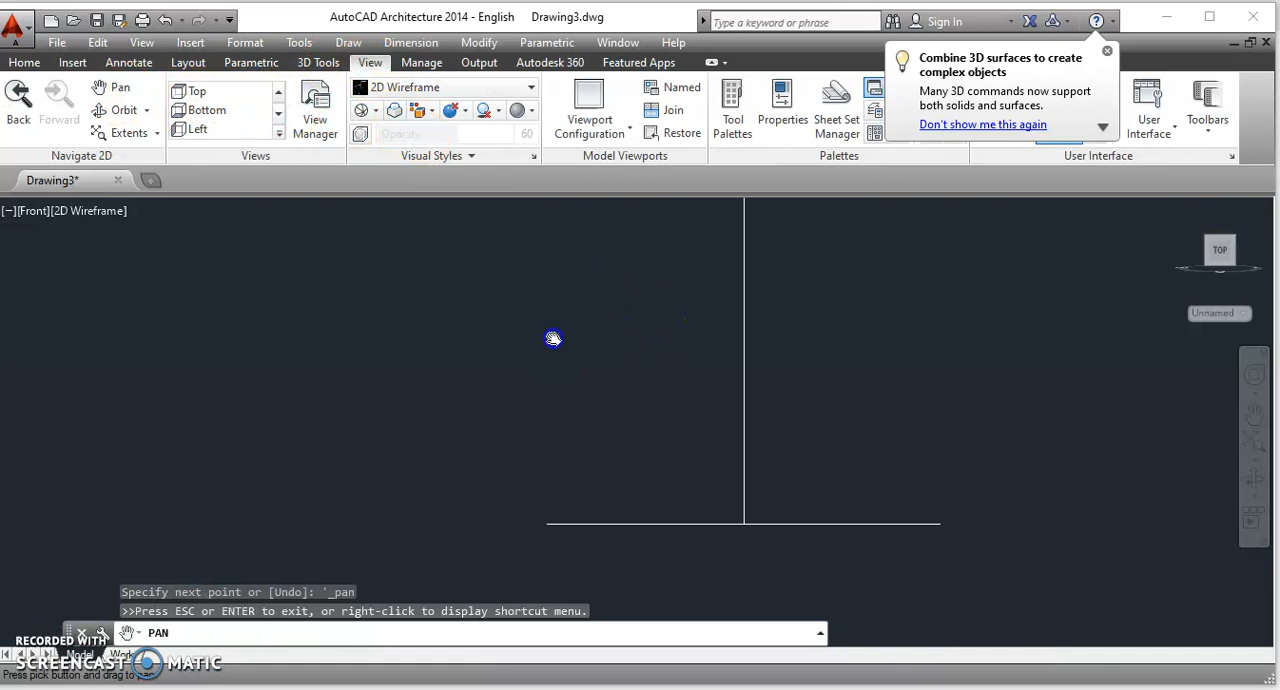 AutoCAD Architecture 2014 - English Drawing3.dwg
Type a keyword or phrase
Sign In
File Edit View Insert Format Tools Draw Dimension Modify Parametric Window Help
Home Insert Annotate Layout Parametric 3D Tools View Manage Output Autodesk 360 Featured Apps
Combine 3D surfaces to create
complex objects
Many 3D commands now support
both solids and surfaces.
Don't show me this again
Back
Forward
Pan
Orbit
Extents
Navigate 2D
Top
Bottom
Left
View
Manager
Views
2D Wireframe
Opacity 60
Visual Styles
Viewport
Configuration
Named
Join
Restore
Model Viewports
Tool
Palettes
Properties
Sheet Set
Manager
Palettes
User
Interface
Toolbars
User Interface
Drawing3*
[−][Front][2D Wireframe]
TOP
Unnamed
Specify next point or [Undo]: '_pan
>>Press ESC or ENTER to exit, or right-click to display shortcut menu.
PAN
RECORDED WITH
SCREENCAST MATIC
Model
Press pick button and drag to pan